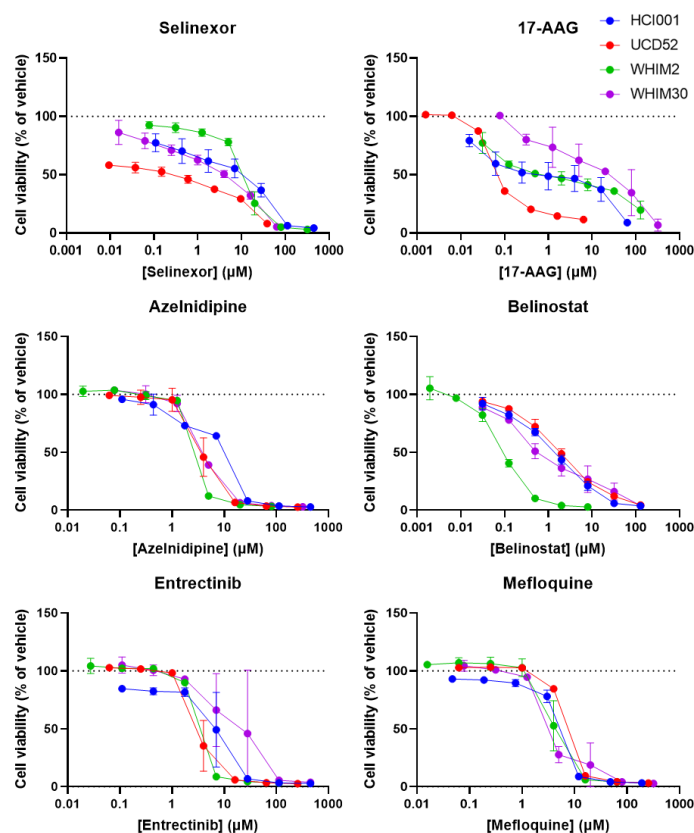 Selinexor
Cell viability (% of vehicle)
150
100
50
0
0.001 0.01 0.1 1 10 100 1000
[Selinexor] (µM)
17-AAG
HCI001
UCD52
WHIM2
WHIM30
Cell viability (% of vehicle)
150
100
50
0
0.001 0.01 0.1 1 10 100 1000
[17-AAG] (µM)
Azelnidipine
Cell viability (% of vehicle)
150
100
50
0
0.01 0.1 1 10 100 1000
[Azelnidipine] (µM)
Belinostat
Cell viability (% of vehicle)
150
100
50
0
0.001 0.01 0.1 1 10 100 1000
[Belinostat] (µM)
Entrectinib
Cell viability (% of vehicle)
150
100
50
0
0.01 0.1 1 10 100 1000
[Entrectinib] (µM)
Mefloquine
Cell viability (% of vehicle)
150
100
50
0
0.01 0.1 1 10 100 1000
[Mefloquine] (µM)